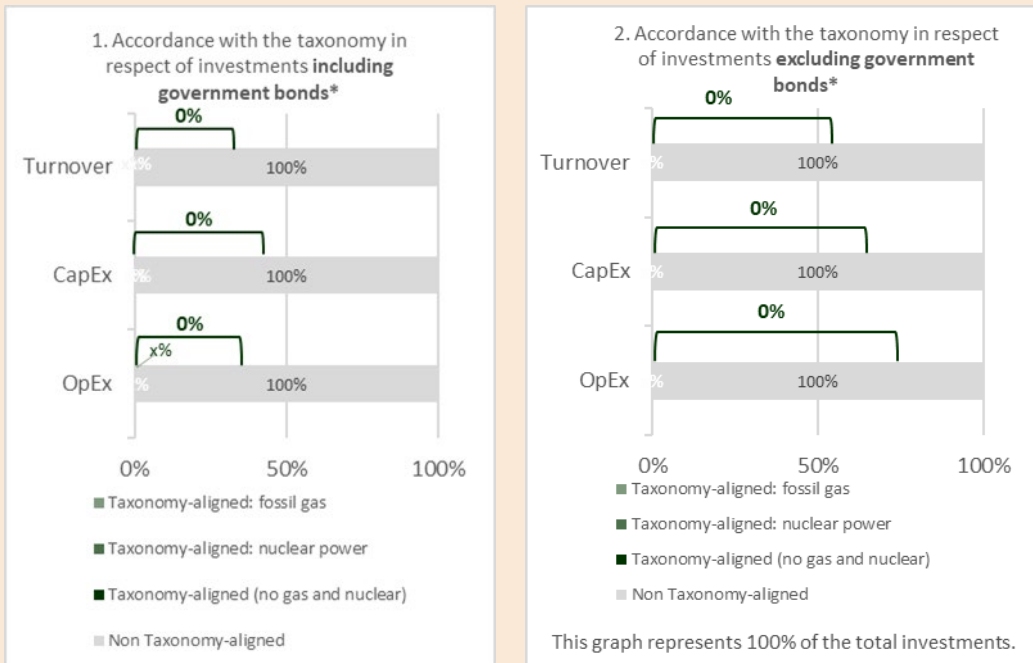 1. Accordance with the taxonomy in
respect of investments including
government bonds*
0%
Turnover
%
100%
0%
CapEx
%
100%
0%
x%
OpEx
%
100%
0%
50%
100%
Taxonomy-aligned: fossil gas
Taxonomy-aligned: nuclear power
Taxonomy-aligned (no gas and nuclear)
Non Taxonomy-aligned
2. Accordance with the taxonomy in respect
of investments excluding government
bonds*
0%
Turnover
%
100%
0%
CapEx
%
100%
0%
OpEx
%
100%
0%
50%
100%
Taxonomy-aligned: fossil gas
Taxonomy-aligned: nuclear power
Taxonomy-aligned (no gas and nuclear)
Non Taxonomy-aligned
This graph represents 100% of the total investments.